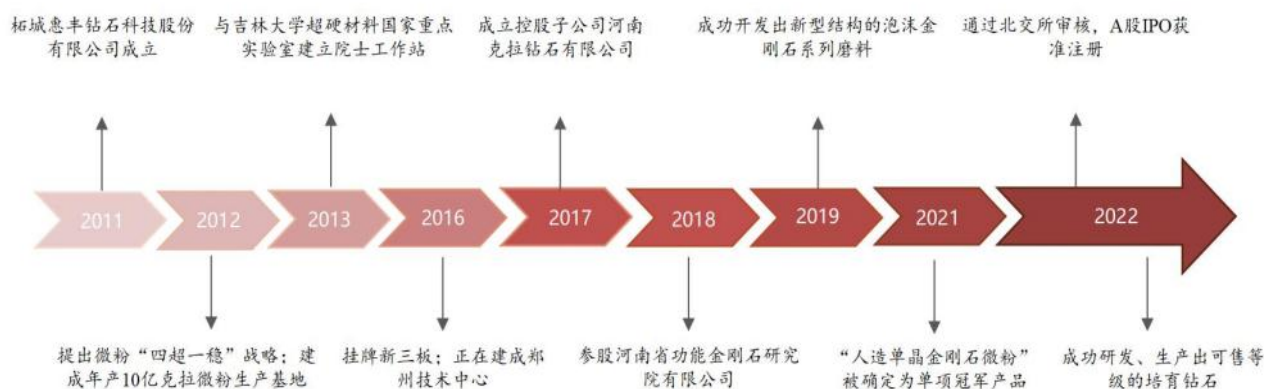 柘城惠丰钻石科技股份
有限公司成立
与吉林大学超硬材料国家重点
实验室建立院士工作站
成立控股子公司河南
克拉钻石有限公司
成功开发出新型结构的泡沫金
刚石系列磨料
通过北交所审核，A股IPO获
准注册
2011
2012
2013
2016
2017
2018
2019
2021
2022
提出微粉“四超一稳”战略；建
成年产10亿克拉微粉生产基地
挂牌新三板；正在建成郑
州技术中心
参股河南省功能金刚石研究
院有限公司
“人造单晶金刚石微粉”
被确定为单项冠军产品
成功研发、生产出可售等
级的培育钻石